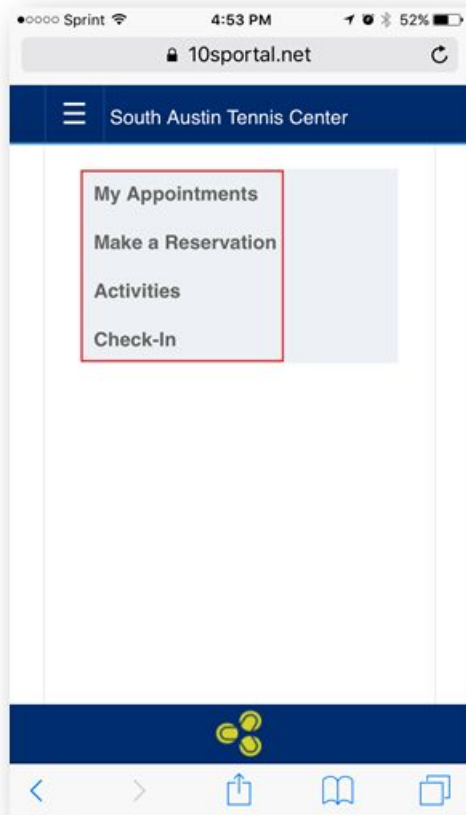 Sprint 4:53 PM 52%
10sportal.net
South Austin Tennis Center
My Appointments
Make a Reservation
Activities
Check-In